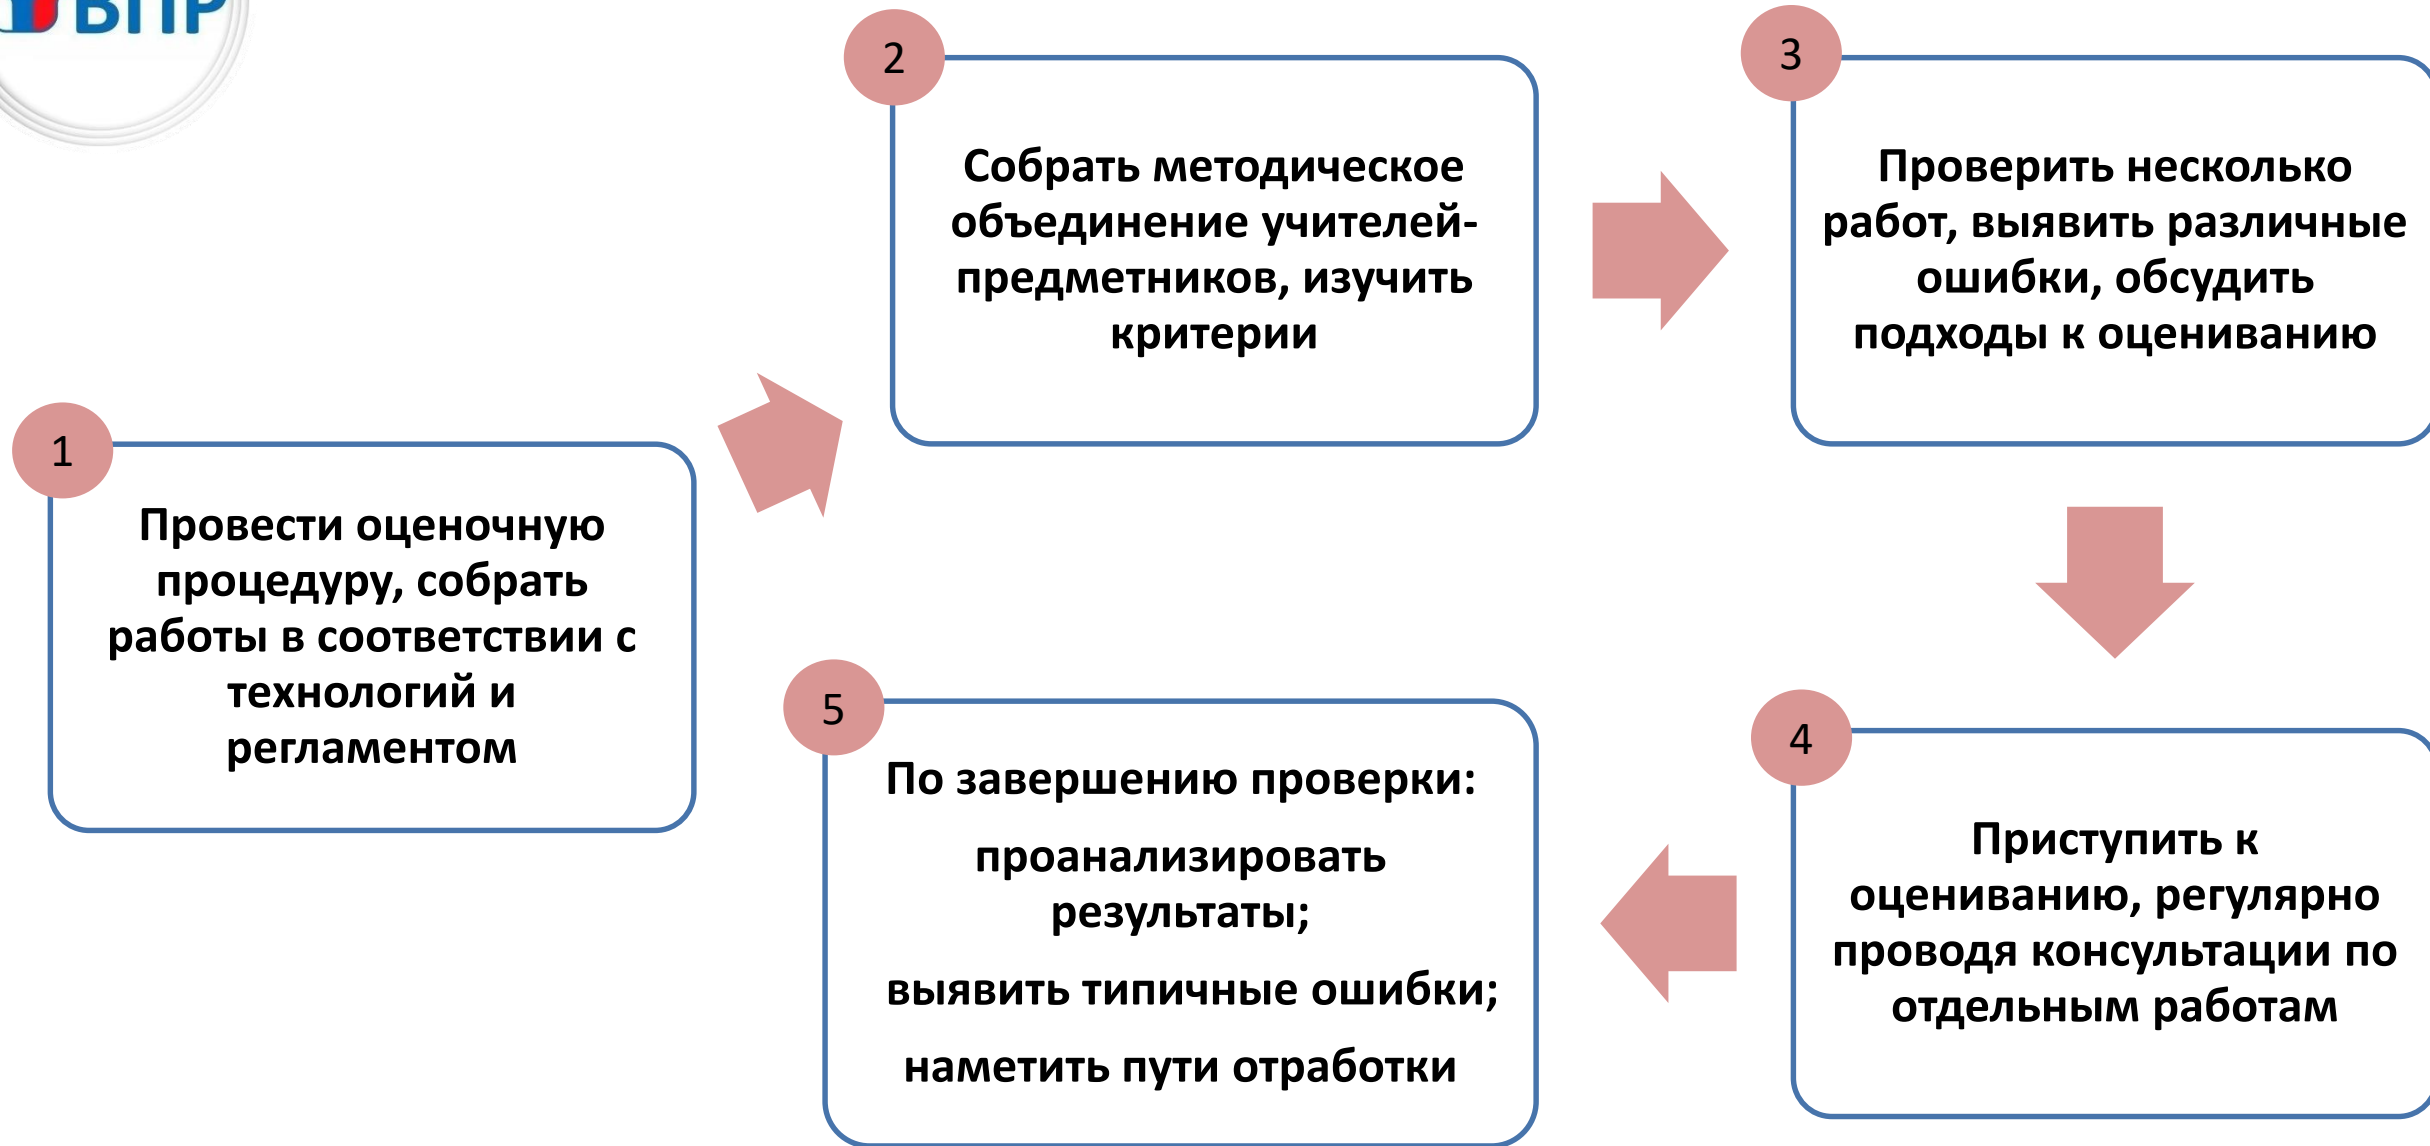 ВПР
1
Провести оценочную
процедуру, собрать
работы в соответствии с
технологий и
регламентом
2
Собрать методическое
объединение учителей-
предметников, изучить
критерии
3
Проверить несколько
работ, выявить различные
ошибки, обсудить
подходы к оцениванию
4
Приступить к
оцениванию, регулярно
проводя консультации по
отдельным работам
5
По завершению проверки:
проанализировать
результаты;
выявить типичные ошибки;
наметить пути отработки